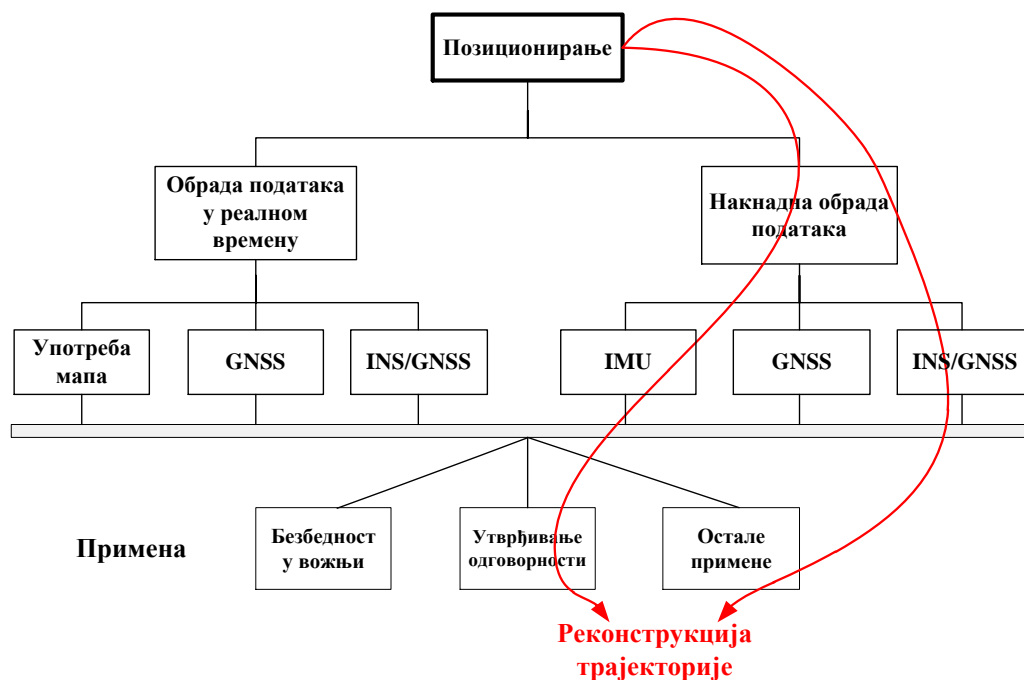 Позиционирање
Обрада података
у реалном
времену
Накнадна обрада
података
Употреба
мапа
GNSS
INS/GNSS
IMU
GNSS
INS/GNSS
Примена
Безбедност
у вожњи
Утврђивање
одговорности
Остале
примене
Реконструкција
трајекторије